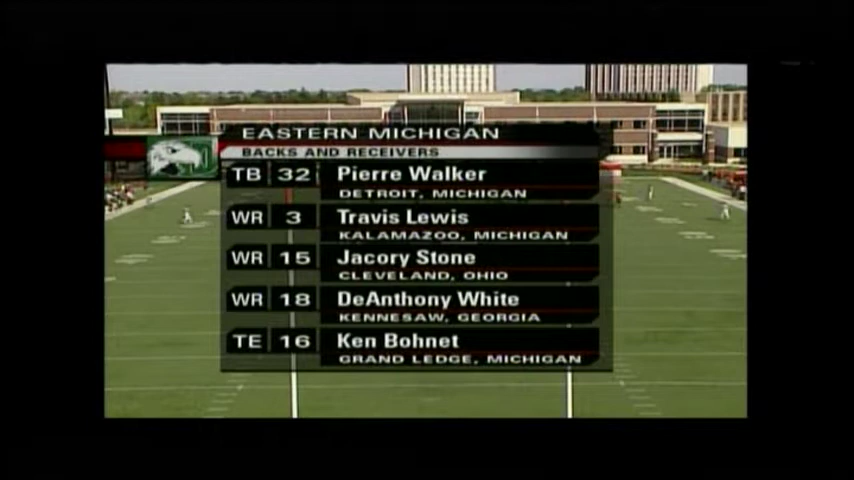 EASTERN MICHIGAN
BACKS AND RECEIVERS
TB 32 Pierre Walker
DETROIT, MICHIGAN
WR 3 Travis Lewis
KALAMAZOO, MICHIGAN
WR 15 Jacory Stone
CLEVELAND, OHIO
WR 18 DeAnthony White
KENNESAW, GEORGIA
TE 16 Ken Bohnet
GRAND LEDGE, MICHIGAN